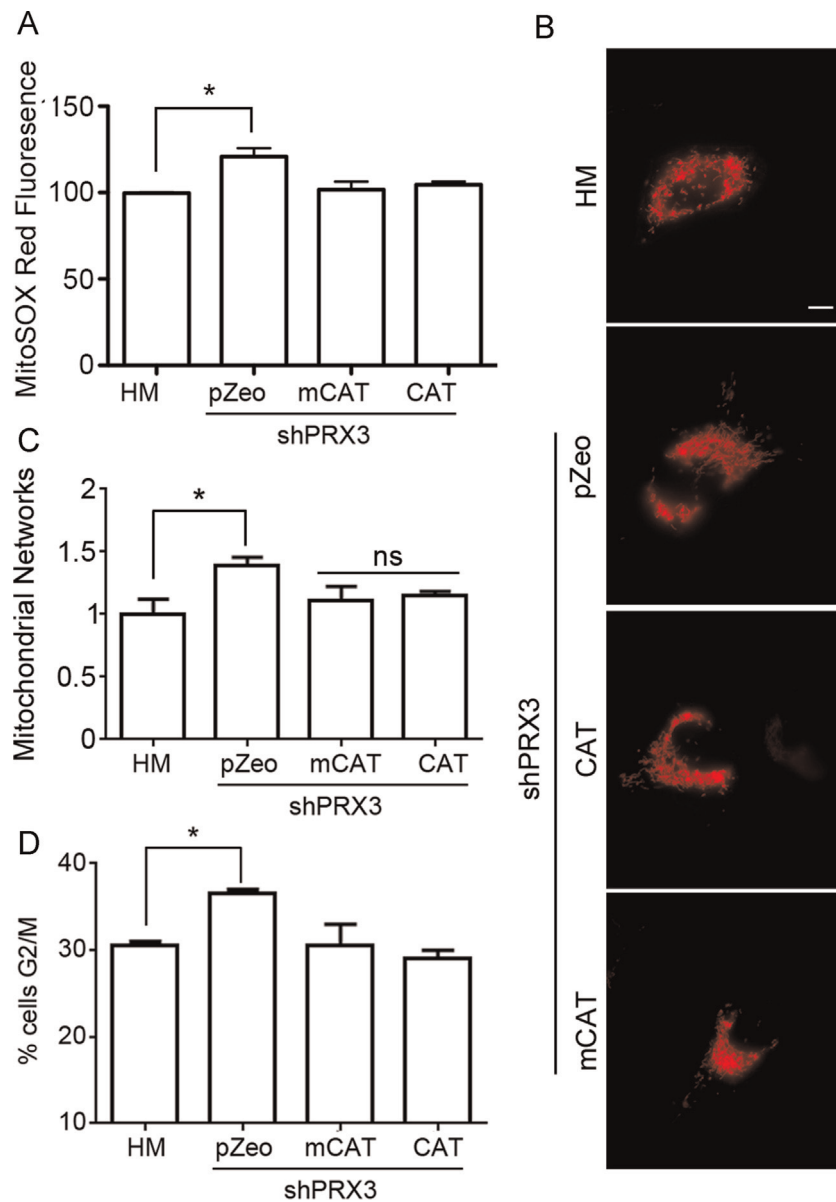 A
MitoSOX Red Fluoresence
150
*
100
50
0
HM
pZeo
mCAT
CAT
shPRX3
B
HM
pZeo
CAT
mCAT
shPRX3
C
Mitochondrial Networks
2
*
1.5
ns
1
0.5
0
HM
pZeo
mCAT
CAT
shPRX3
D
% cells G2/M
40
*
30
20
10
HM
pZeo
mCAT
CAT
shPRX3